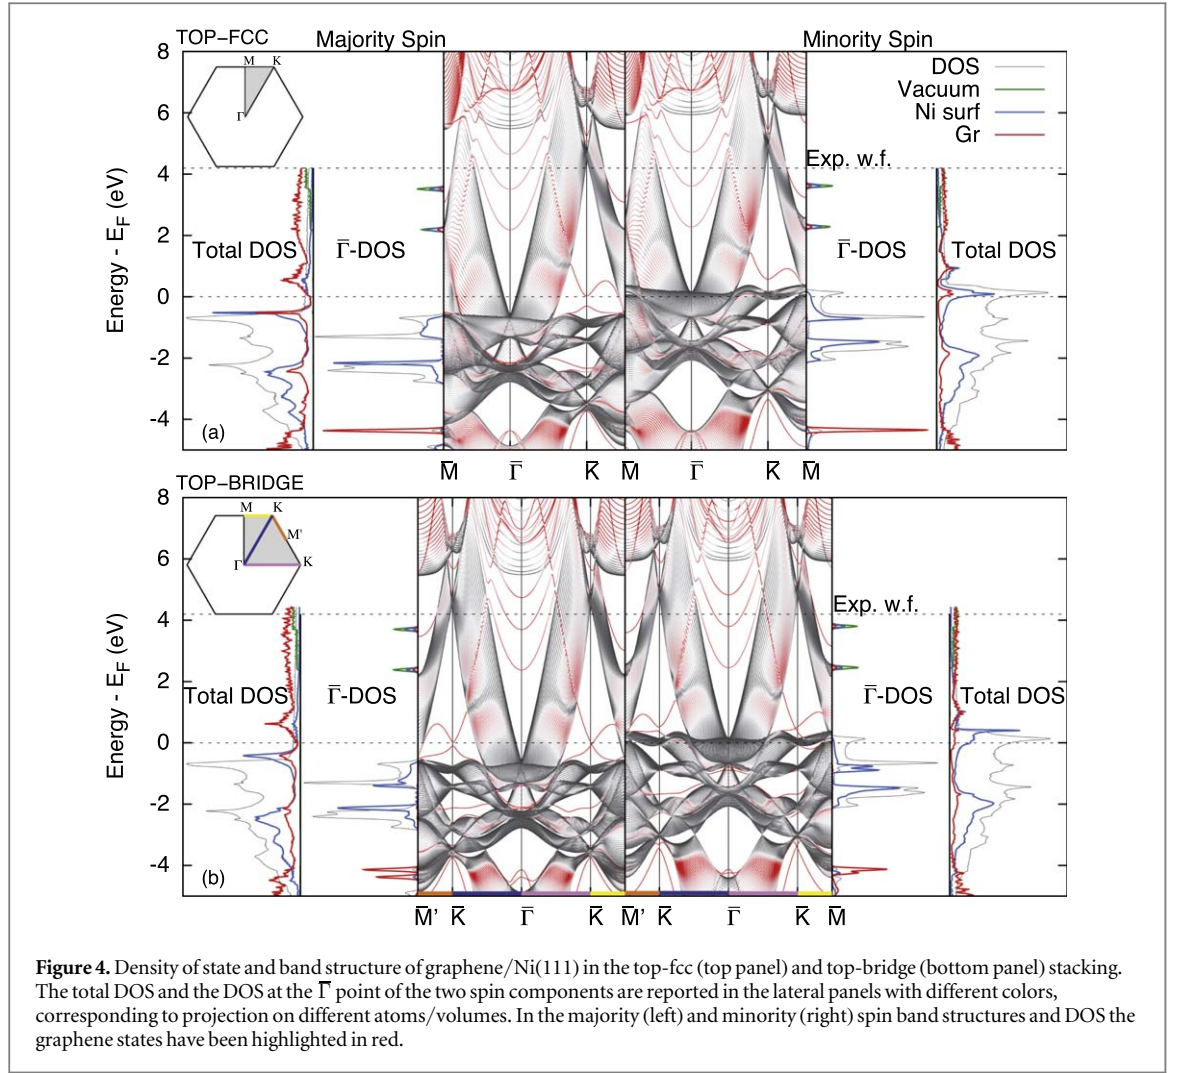 TOP−FCC
Majority Spin
Minority Spin
8
6
4
2
0
-2
-4
Energy - E_F (eV)
M K
Γ
DOS
Vacuum
Ni surf
Gr
Exp. w.f.
Total DOS
Γ̅-DOS
Γ̅-DOS
Total DOS
(a)
M̅ Γ̅ K̅ M̅ Γ̅ K̅ M̅
TOP−BRIDGE
8
6
4
2
0
-2
-4
Energy - E_F (eV)
M K
M'
Γ K
Exp. w.f.
Total DOS
Γ̅-DOS
Γ̅-DOS
Total DOS
(b)
M̅' K̅ Γ̅ K̅ M̅' K̅ Γ̅ K̅ M̅
Figure 4. Density of state and band structure of graphene/Ni(111) in the top-fcc (top panel) and top-bridge (bottom panel) stacking.
The total DOS and the DOS at the Γ̅ point of the two spin components are reported in the lateral panels with different colors,
corresponding to projection on different atoms/volumes. In the majority (left) and minority (right) spin band structures and DOS the
graphene states have been highlighted in red.